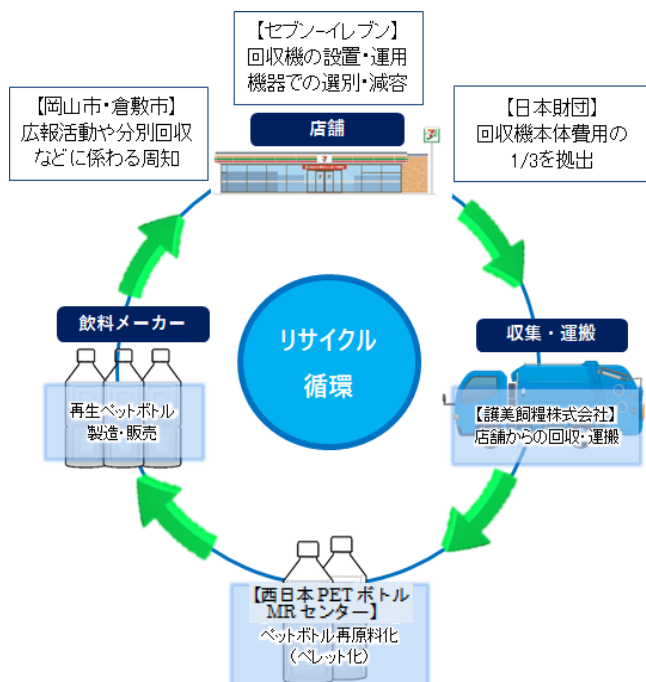 【セブン-イレブン】
回収機の設置・運用
機器での選別・減容
【岡山市・倉敷市】
広報活動や分別回収
などに係わる周知
店舗
【日本財団】
回収機本体費用の
1/3を拠出
7
飲料メーカー
再生ペットボトル
製造・販売
リサイクル
循環
収集・運搬
【護美飼糧株式会社】
店舗からの回収・運搬
【西日本PETボトル
MRセンター】
ペットボトル再原料化
（ペレット化）